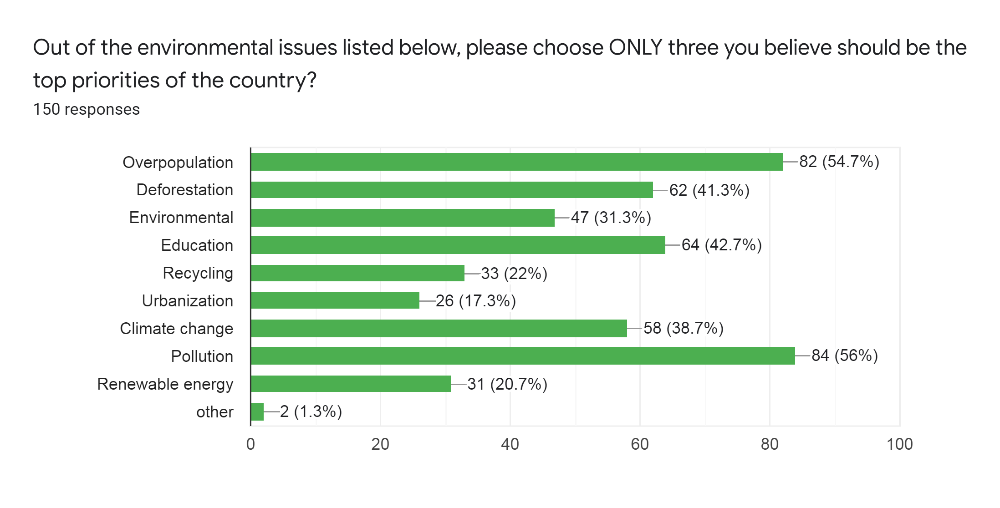 Out of the environmental issues listed below, please choose ONLY three you believe should be the
top priorities of the country?
150 responses
Overpopulation 82 (54.7%)
Deforestation 62 (41.3%)
Environmental 47 (31.3%)
Education 64 (42.7%)
Recycling 33 (22%)
Urbanization 26 (17.3%)
Climate change 58 (38.7%)
Pollution 84 (56%)
Renewable energy 31 (20.7%)
other 2 (1.3%)
0 20 40 60 80 100